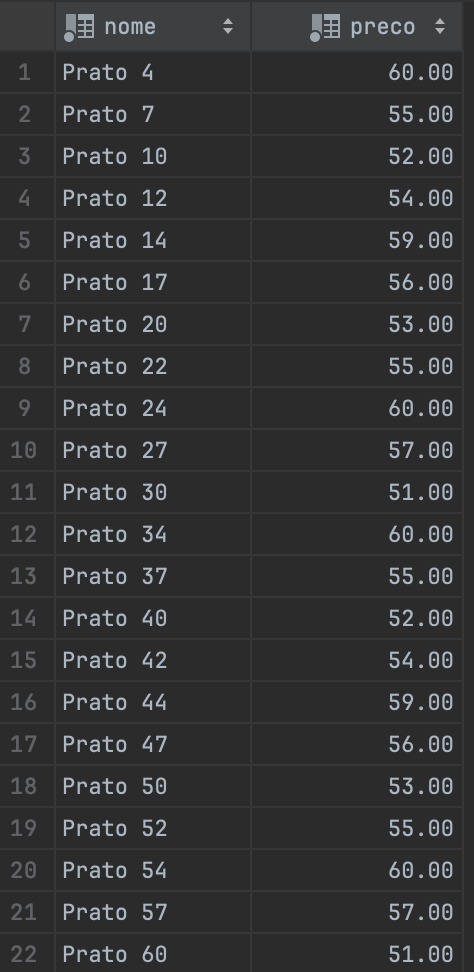 nome preco
1 Prato 4 60.00
2 Prato 7 55.00
3 Prato 10 52.00
4 Prato 12 54.00
5 Prato 14 59.00
6 Prato 17 56.00
7 Prato 20 53.00
8 Prato 22 55.00
9 Prato 24 60.00
10 Prato 27 57.00
11 Prato 30 51.00
12 Prato 34 60.00
13 Prato 37 55.00
14 Prato 40 52.00
15 Prato 42 54.00
16 Prato 44 59.00
17 Prato 47 56.00
18 Prato 50 53.00
19 Prato 52 55.00
20 Prato 54 60.00
21 Prato 57 57.00
22 Prato 60 51.00